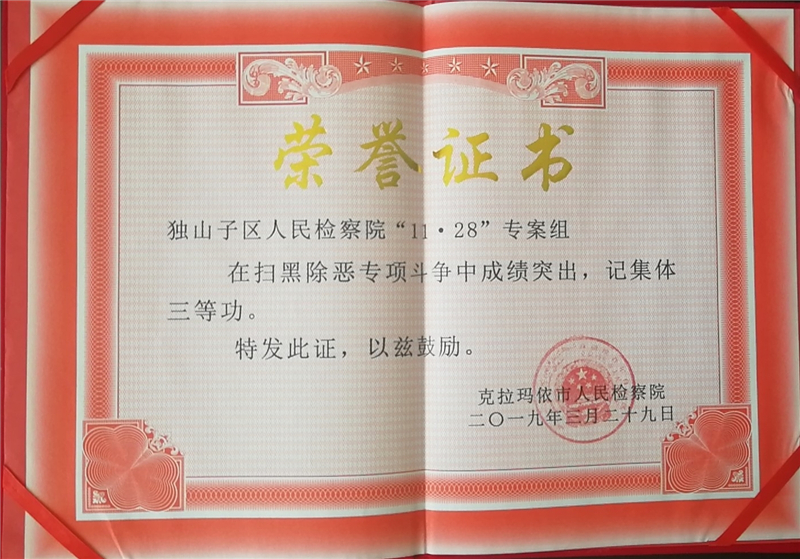 荣誉证书
独山子区人民检察院“11·28”专案组
在扫黑除恶专项斗争中成绩突出，记集体
三等功。
特发此证，以兹鼓励。
克拉玛依市人民检察院
二〇一九年三月二十九日